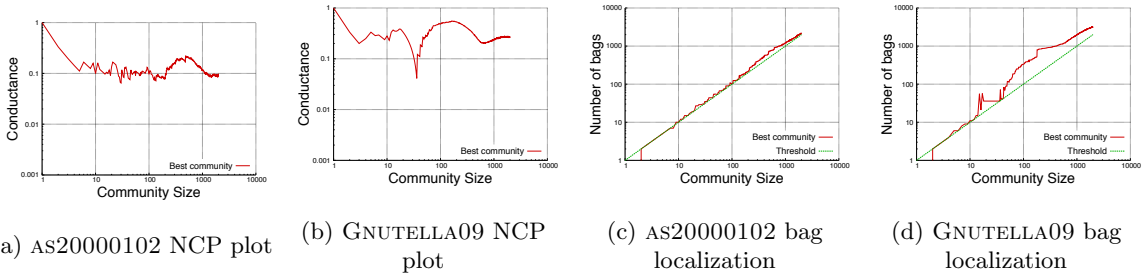 1
0.1
0.01
0.001
1
10
100
1000
10000
Conductance
Community Size
Best community
1
0.1
0.01
0.001
1
10
100
1000
10000
Conductance
Community Size
Best community
10000
1000
100
10
1
1
10
100
1000
10000
Number of bags
Community Size
Best community
Threshold
10000
1000
100
10
1
1
10
100
1000
10000
Number of bags
Community Size
Best community
Threshold
a) AS20000102 NCP plot
(b) GNUTELLA09 NCP
plot
(c) AS20000102 bag
localization
(d) GNUTELLA09 bag
localization